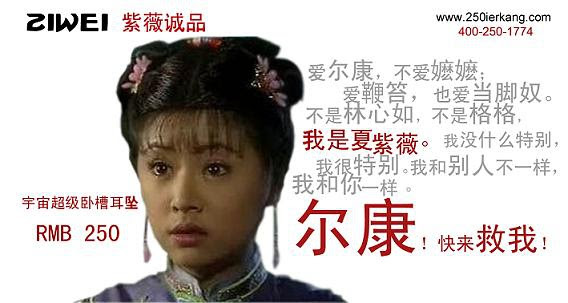 ZIWEI 紫薇诚品
www.250ierkang.com
400-250-1774
爱尔康，不爱嬷嬷；
爱鞭笞，也爱当脚奴。
不是林心如，不是格格，
我是夏紫薇。我没什么特别，
我很特别。我和别人不一样，
我和你一样。
尔康！快来救我！
宇宙超级卧槽耳坠
RMB 250